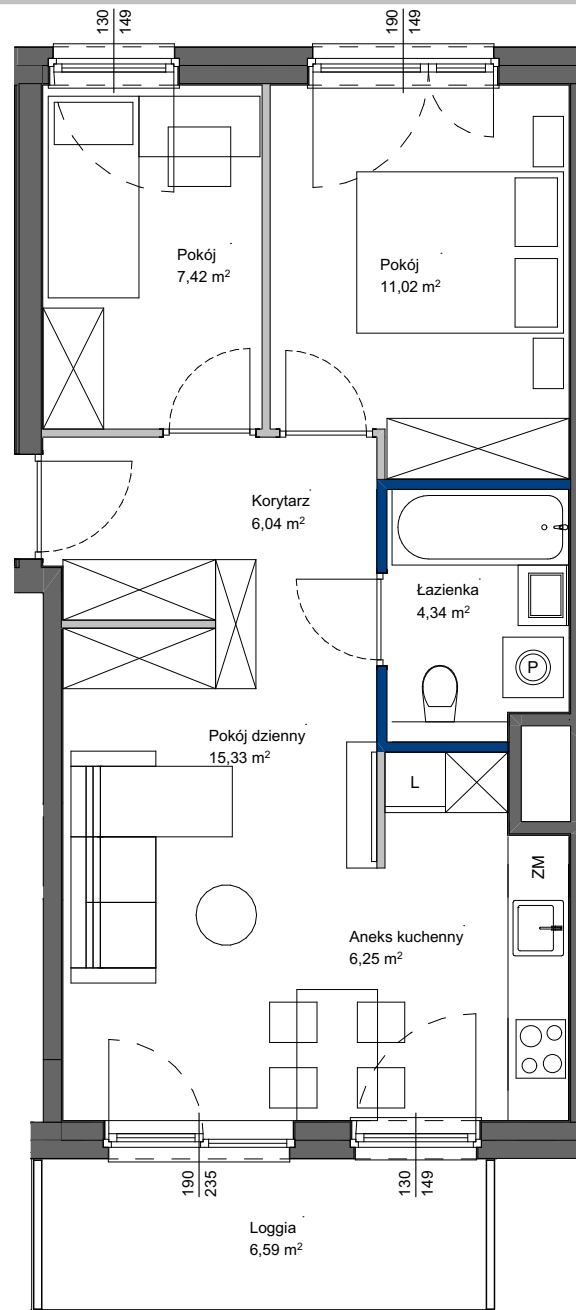 130
149
190
149
Pokój
7,42 m²
Pokój
11,02 m²
Korytarz
6,04 m²
Łazienka
4,34 m²
P
Pokój dzienny
15,33 m²
L
ZM
Aneks kuchenny
6,25 m²
190
235
130
149
Loggia
6,59 m²